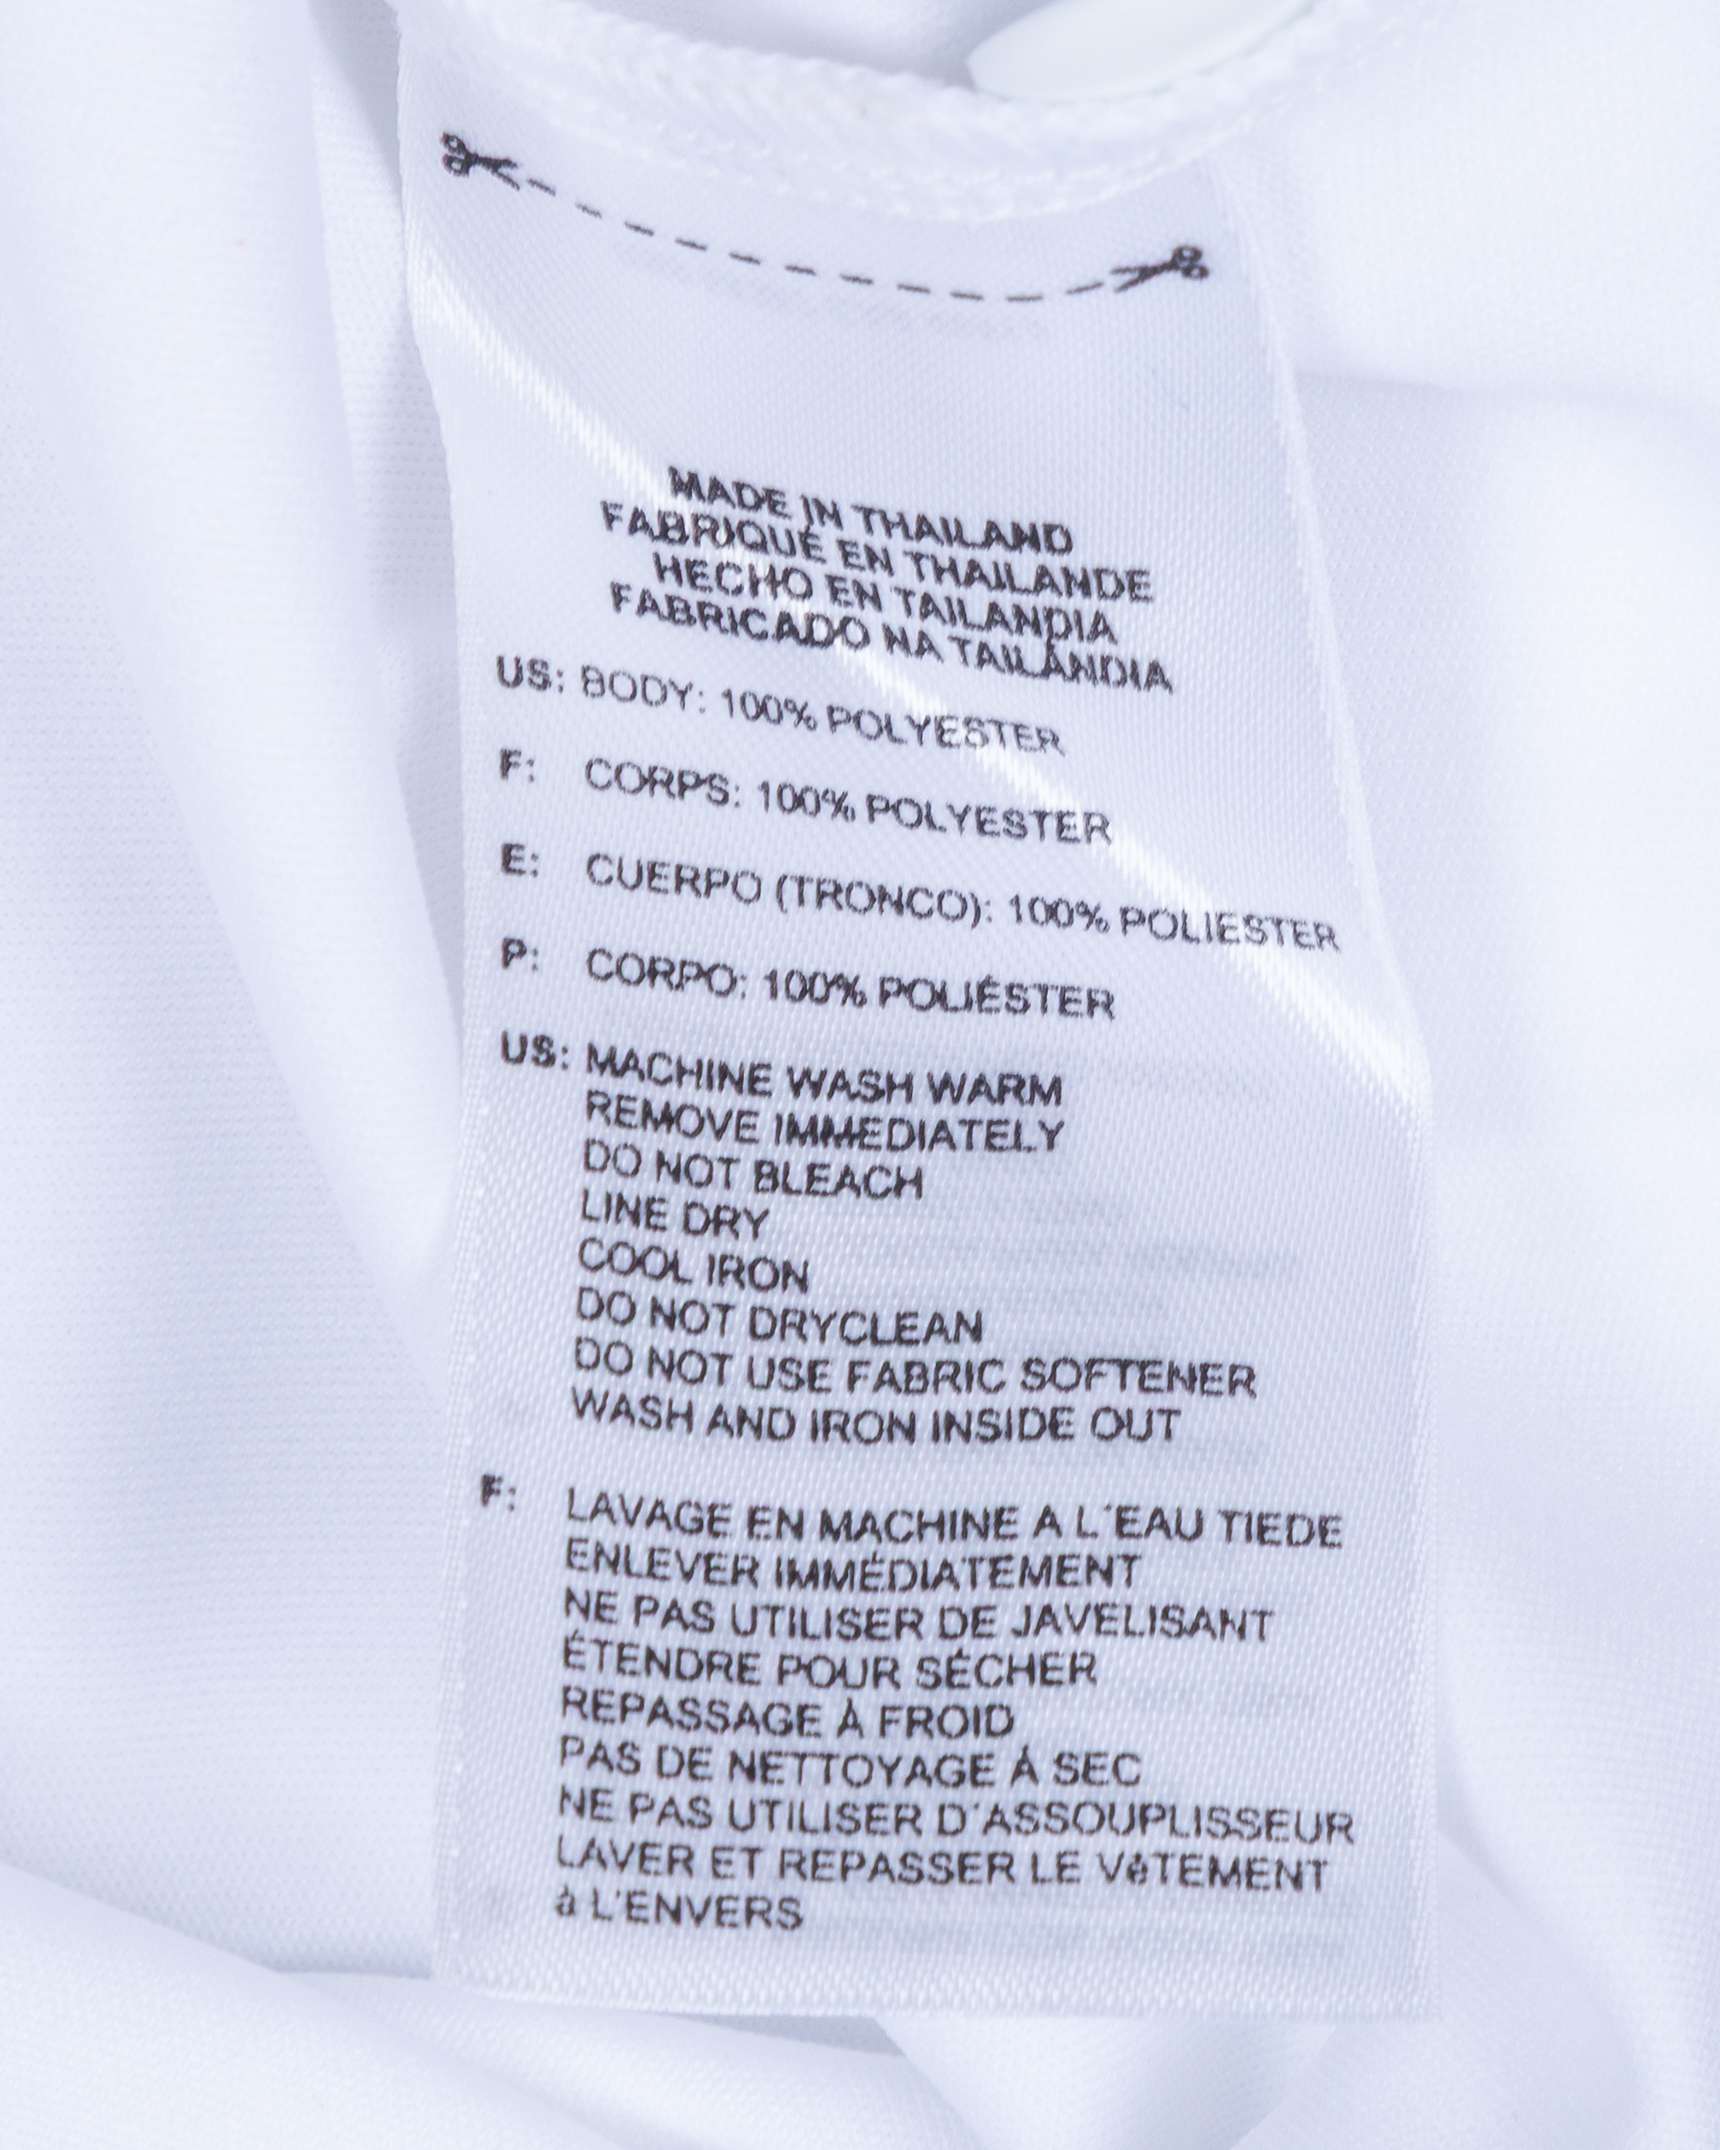 MADE IN THAILAND
FABRIQUÉ EN THAILANDE
HECHO EN TAILANDIA
FABRICADO NA TAILÂNDIA
US: BODY: 100% POLYESTER
F: CORPS: 100% POLYESTER
E: CUERPO (TRONCO): 100% POLIESTER
P: CORPO: 100% POLIÉSTER
US: MACHINE WASH WARM
REMOVE IMMEDIATELY
DO NOT BLEACH
LINE DRY
COOL IRON
DO NOT DRYCLEAN
DO NOT USE FABRIC SOFTENER
WASH AND IRON INSIDE OUT
F: LAVAGE EN MACHINE A L'EAU TIEDE
ENLEVER IMMÉDIATEMENT
NE PAS UTILISER DE JAVELISANT
ÉTENDRE POUR SÉCHER
REPASSAGE À FROID
PAS DE NETTOYAGE À SEC
NE PAS UTILISER D'ASSOUPLISSEUR
LAVER ET REPASSER LE VêTEMENT
à L'ENVERS